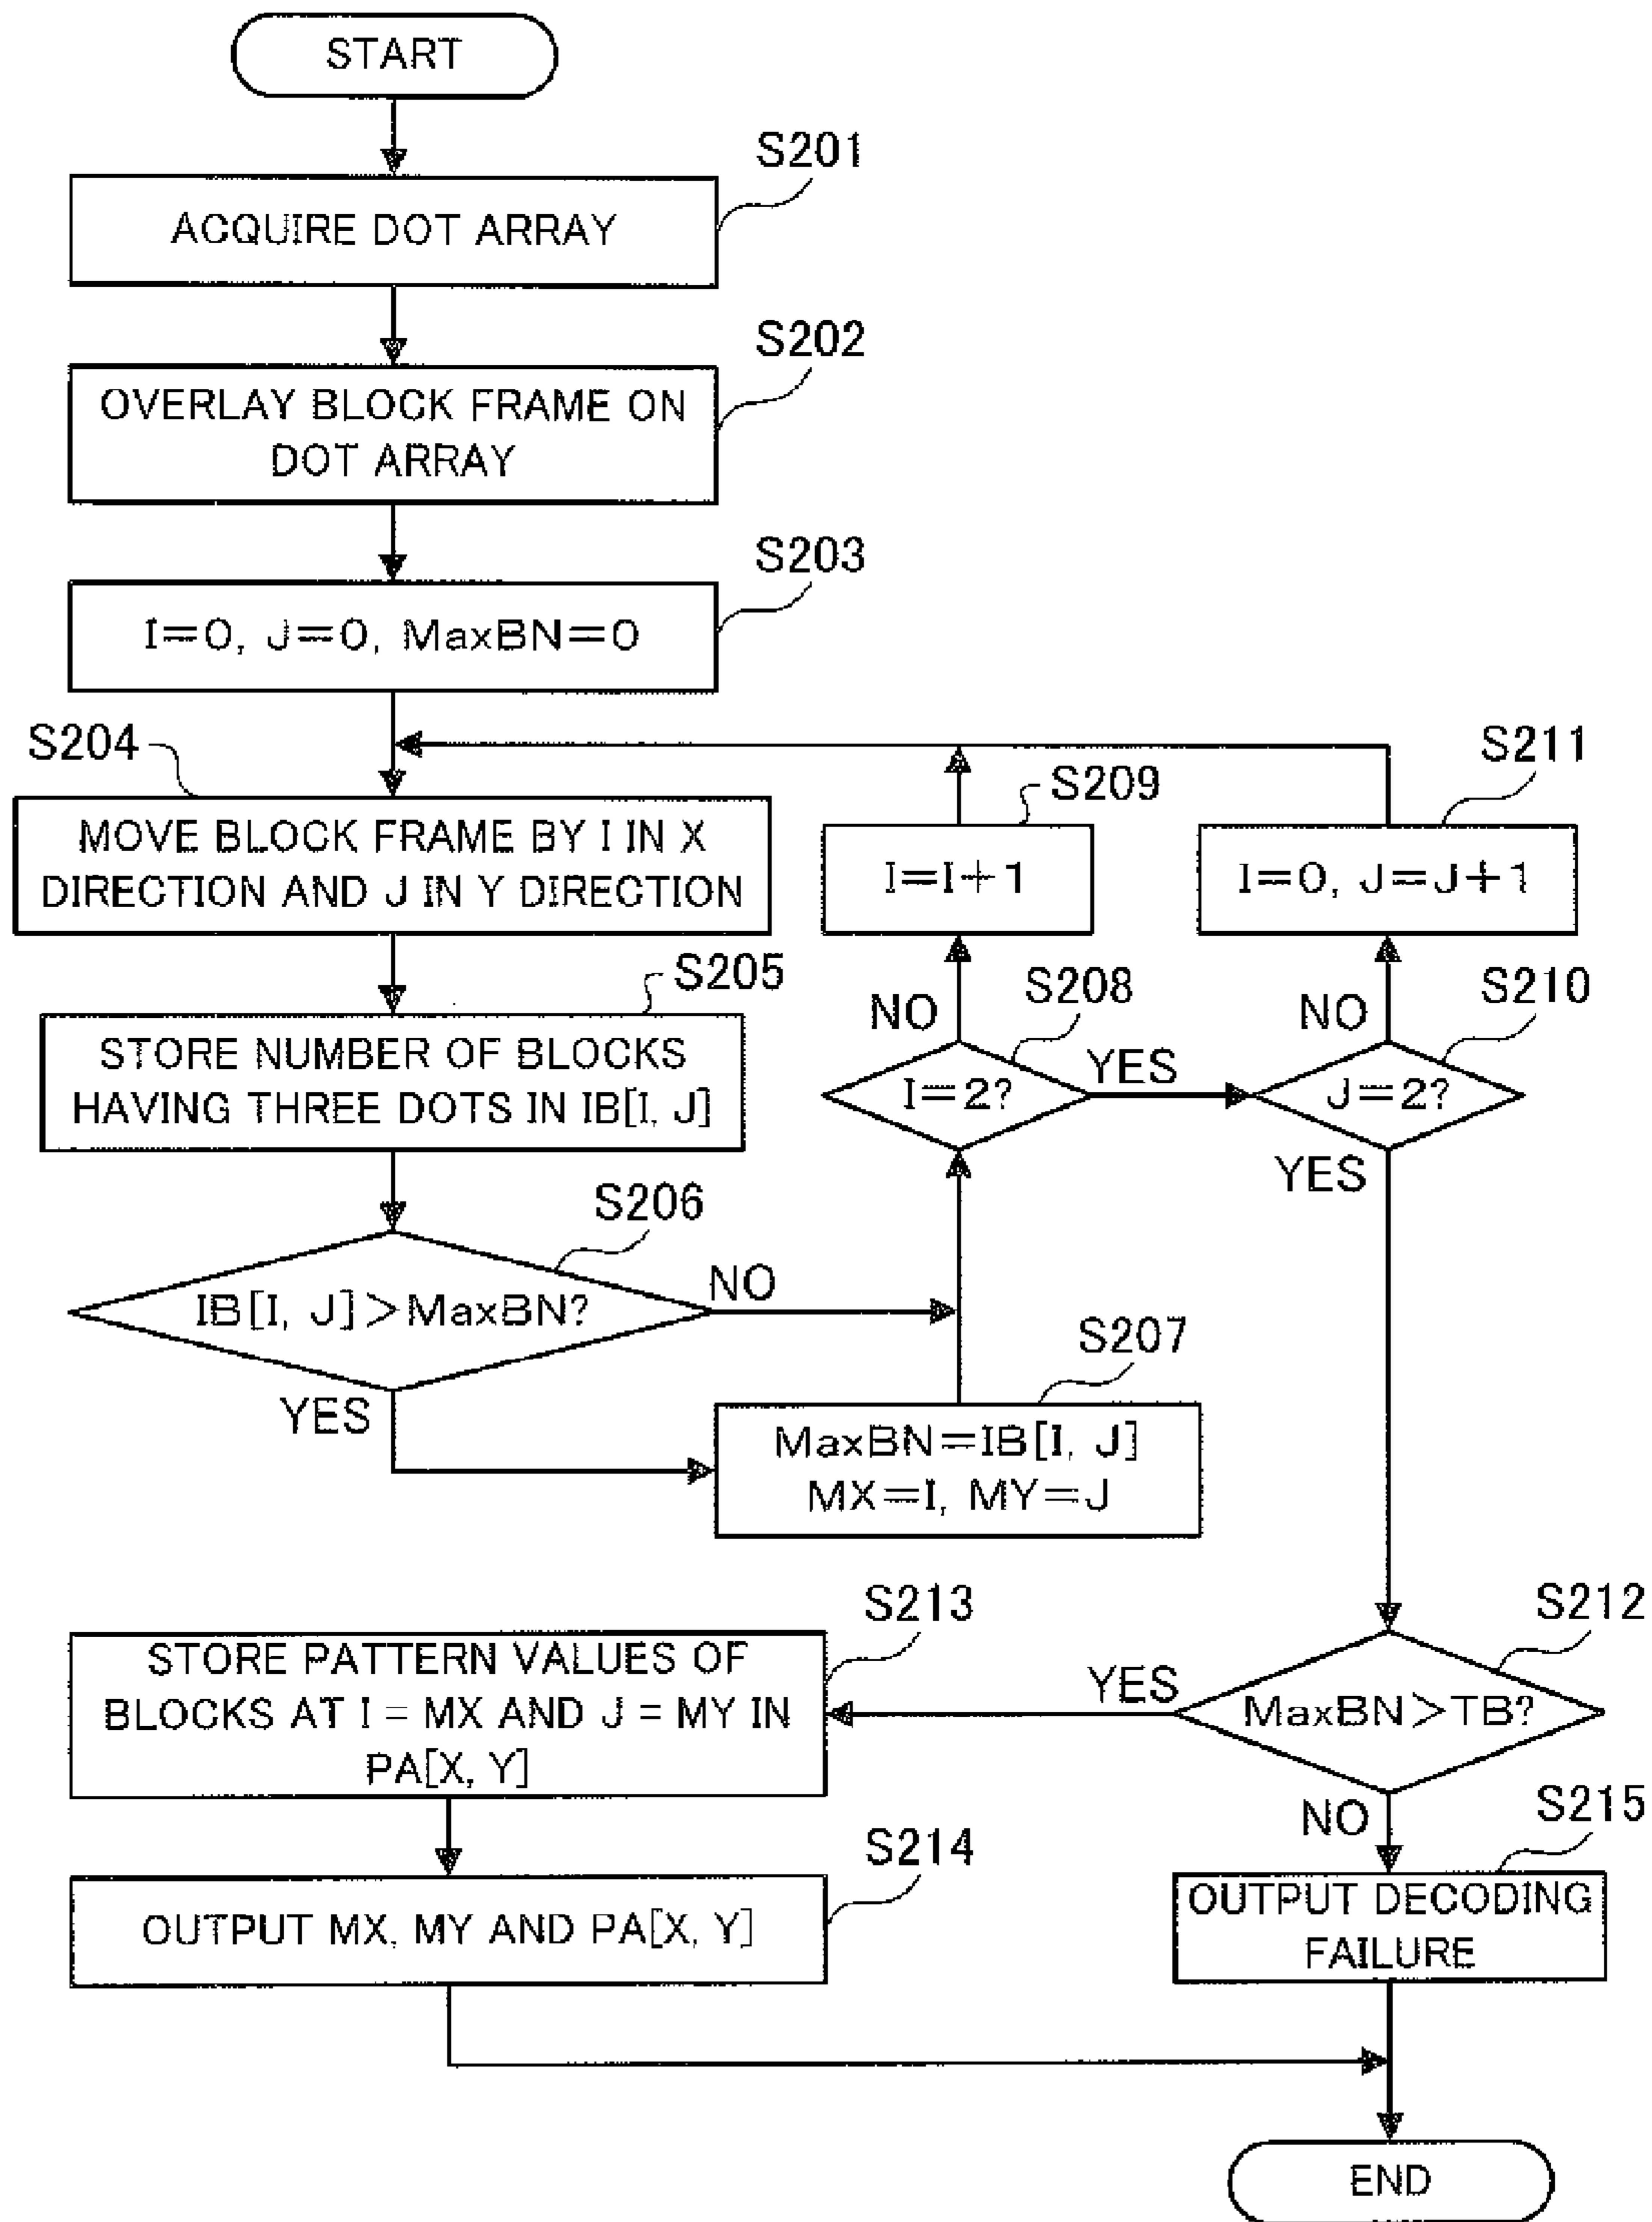 START
S201
ACQUIRE DOT ARRAY
S202
OVERLAY BLOCK FRAME ON
DOT ARRAY
S203
I=0, J=0, MaxBN=0
S204
MOVE BLOCK FRAME BY I IN X
DIRECTION AND J IN Y DIRECTION
S209
I=I+1
S211
I=0, J=J+1
S205
STORE NUMBER OF BLOCKS
HAVING THREE DOTS IN IB[I, J]
NO
S208
I=2?
YES
NO
S210
J=2?
YES
S206
IB[I, J]>MaxBN?
NO
YES
S207
MaxBN=IB[I, J]
MX=I, MY=J
S212
MaxBN>TB?
YES
S213
STORE PATTERN VALUES OF
BLOCKS AT I = MX AND J = MY IN
PA[X, Y]
NO
S214
OUTPUT MX, MY AND PA[X, Y]
S215
OUTPUT DECODING
FAILURE
END